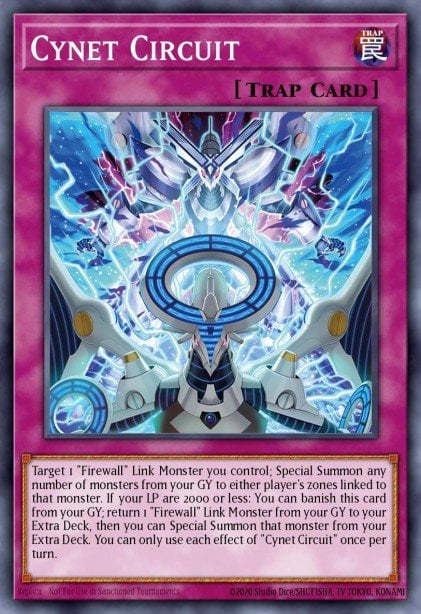 CYNET CIRCUIT
TRAP
罠
[TRAP CARD]
Target 1 "Firewall" Link Monster you control; Special Summon any
number of monsters from your GY to either player's zones linked to
that monster. If your LP are 2000 or less: You can banish this card
from your GY; return 1 "Firewall" Link Monster from your GY to your
Extra Deck, then you can Special Summon that monster from your
Extra Deck. You can only use each effect of "Cynet Circuit" once per
turn.
Replica - Not For Use in Sanctioned Tournaments
©2020 Studio Dice/SHUEISHA, TV TOKYO, KONAMI